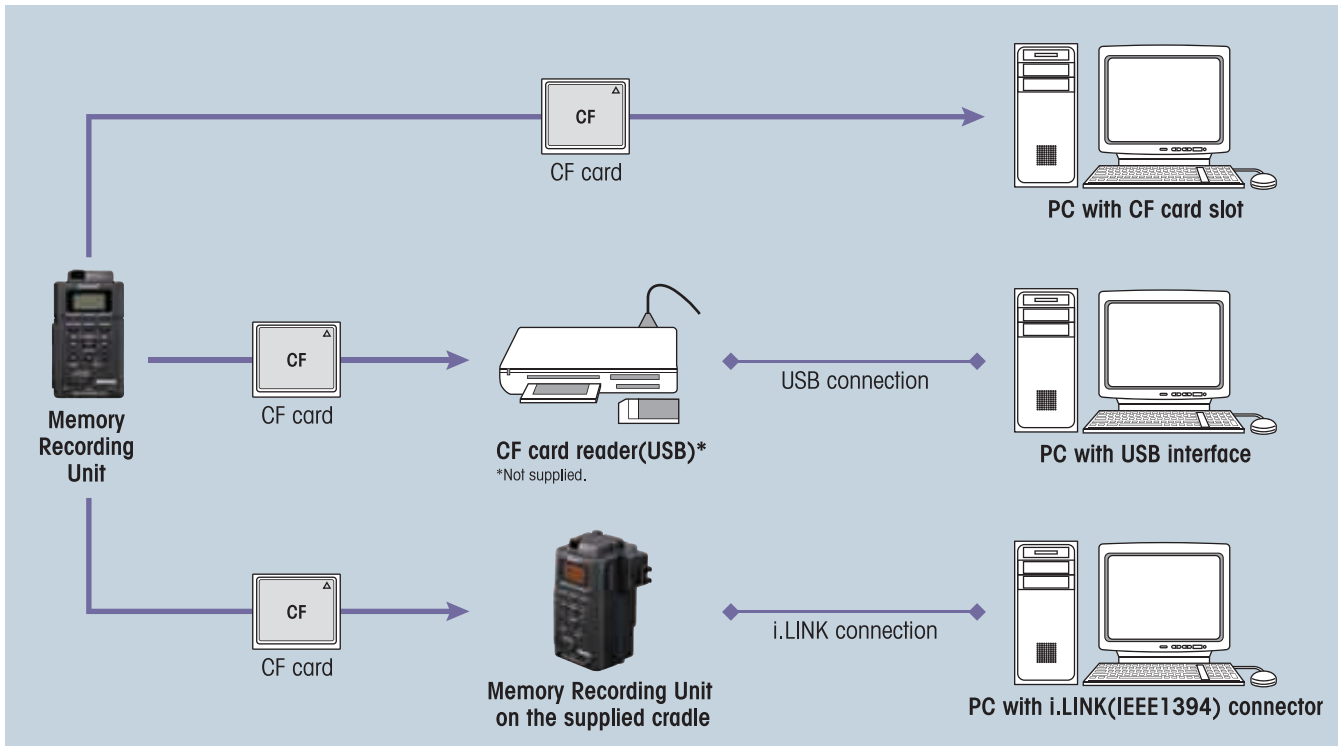 CF
CF card
PC with CF card slot
Memory
Recording
Unit
CF
CF card
CF card reader(USB)*
*Not supplied.
USB connection
PC with USB interface
CF
CF card
Memory Recording Unit
on the supplied cradle
i.LINK connection
PC with i.LINK(IEEE1394) connector